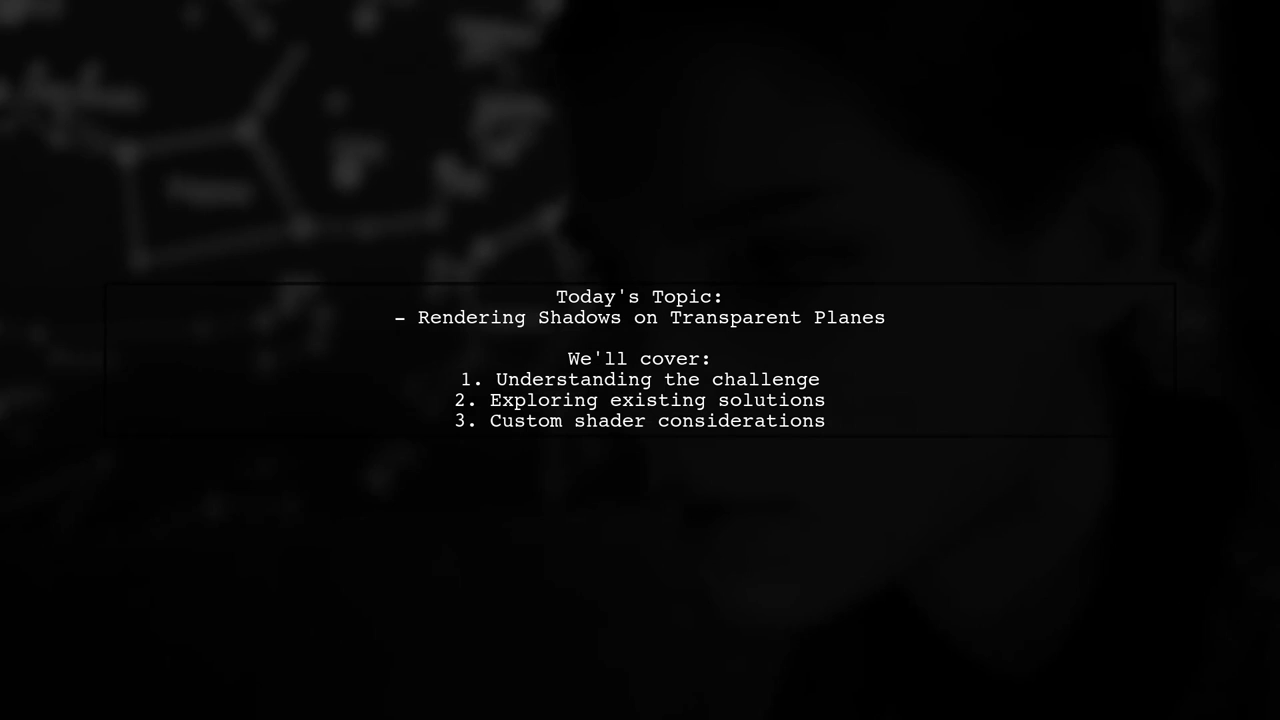 Today's Topic:
- Rendering Shadows on Transparent Planes
We'll cover:
1. Understanding the challenge
2. Exploring existing solutions
3. Custom shader considerations